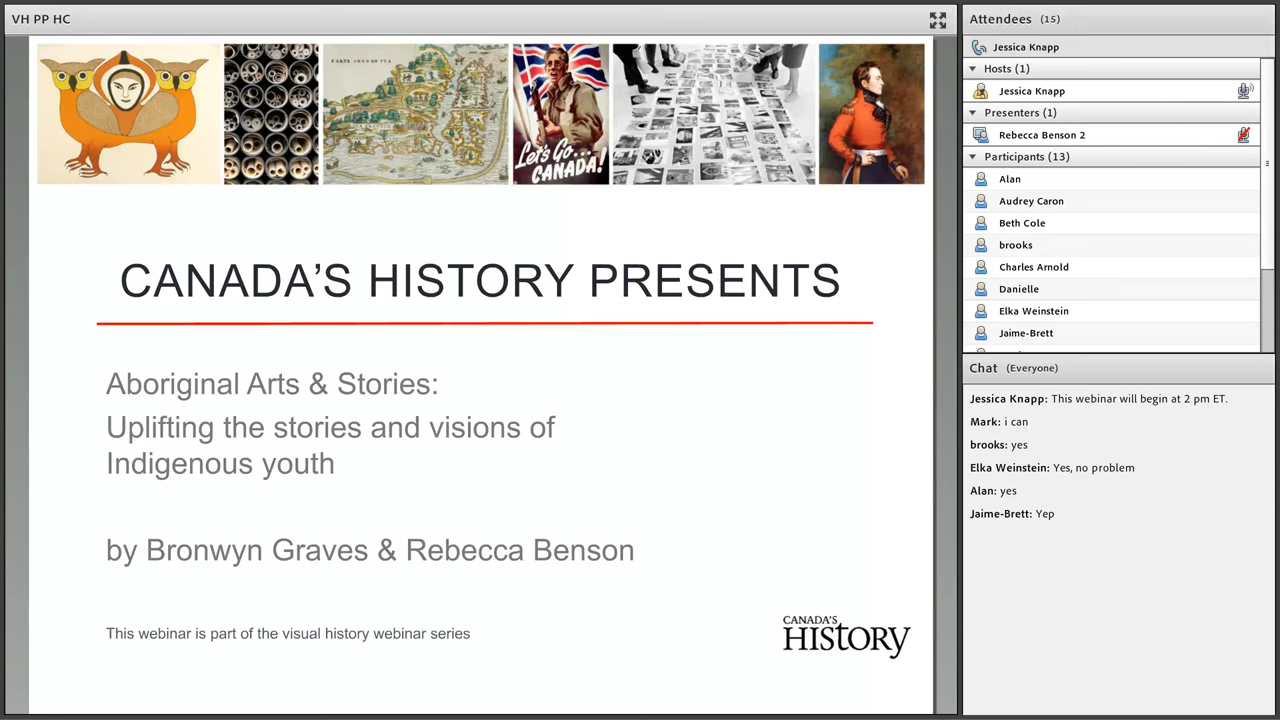 VH PP HC
PARTE ARGONTIA
Let's Go...
CANADA!
CANADA'S HISTORY PRESENTS
Aboriginal Arts & Stories:
Uplifting the stories and visions of
Indigenous youth
by Bronwyn Graves & Rebecca Benson
This webinar is part of the visual history webinar series
CANADA'S
HISTORY
Attendees (15)
Jessica Knapp
Hosts (1)
Jessica Knapp
Presenters (1)
Rebecca Benson 2
Participants (13)
Alan
Audrey Caron
Beth Cole
brooks
Charles Arnold
Danielle
Elka Weinstein
Jaime-Brett
Chat (Everyone)
Jessica Knapp: This webinar will begin at 2 pm ET.
Mark: i can
brooks: yes
Elka Weinstein: Yes, no problem
Alan: yes
Jaime-Brett: Yep